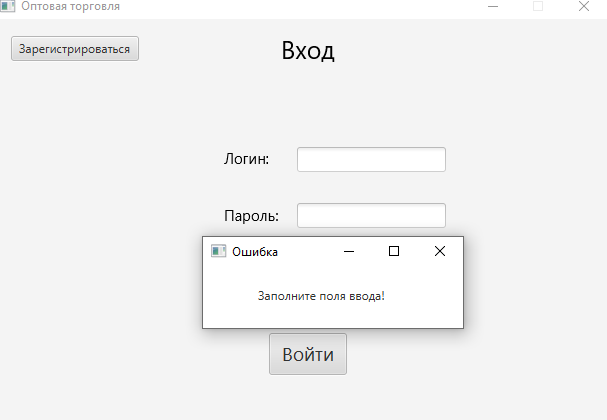 Оптовая торговля
Зарегистрироваться
Вход
Логин:
Пароль:
Ошибка
Заполните поля ввода!
Войти